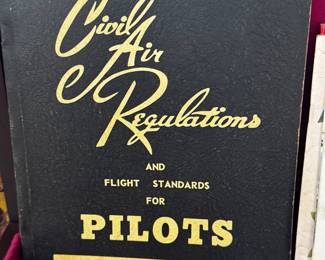 Civil
Air
Regulations
AND
FLIGHT STANDARDS
FOR
PILOTS